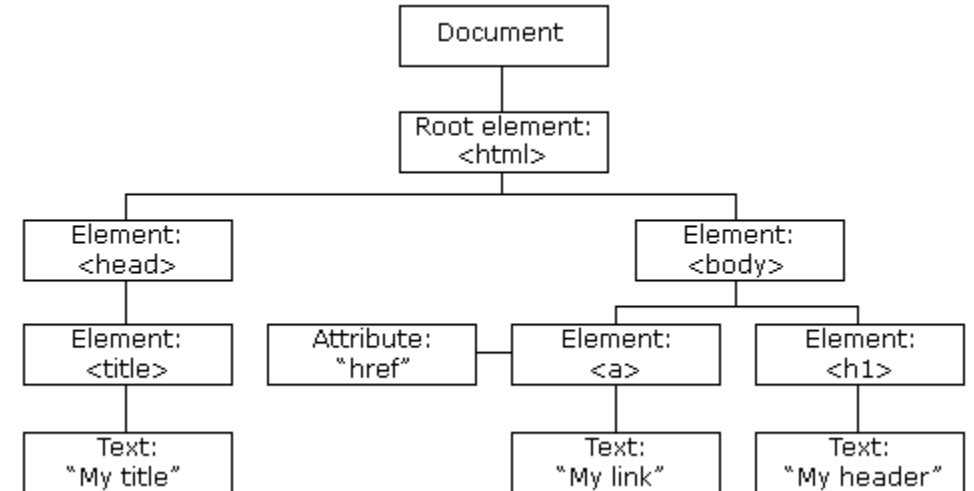 Document
Root element:
<html>
Element:
<head>
Element:
<body>
Element:
<title>
Attribute:
“href”
Element:
<a>
Element:
<h1>
Text:
“My title”
Text:
“My link”
Text:
“My header”